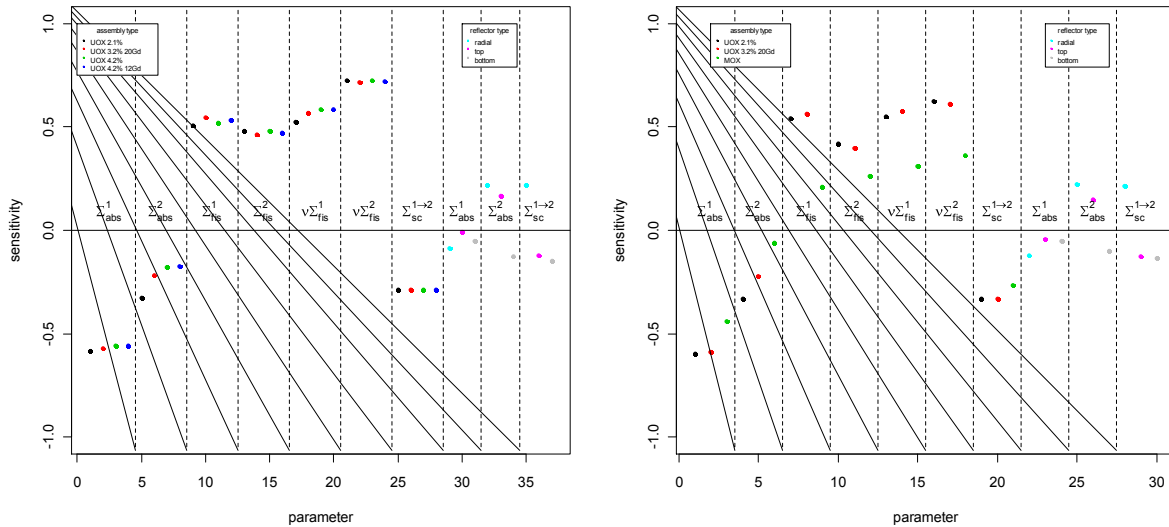 assembly type
UOX 2.1%
UOX 3.2% 20Gd
UOX 4.2%
UOX 4.2% 12Gd
reflector type
radial
top
bottom
1.0
0.5
0.0
-0.5
-1.0
sensitivity
Σ¹abs Σ²abs Σ¹fis Σ²fis νΣ¹fis νΣ²fis Σ¹→²sc Σ¹abs Σ²abs Σ¹→²sc
0 5 10 15 20 25 30 35
parameter
assembly type
UOX 2.1%
UOX 3.2% 20Gd
MOX
reflector type
radial
top
bottom
1.0
0.5
0.0
-0.5
-1.0
sensitivity
Σ¹abs Σ²abs Σ¹fis Σ²fis νΣ¹fis νΣ²fis Σ¹→²sc Σ¹abs Σ²abs Σ¹→²sc
0 5 10 15 20 25 30
parameter